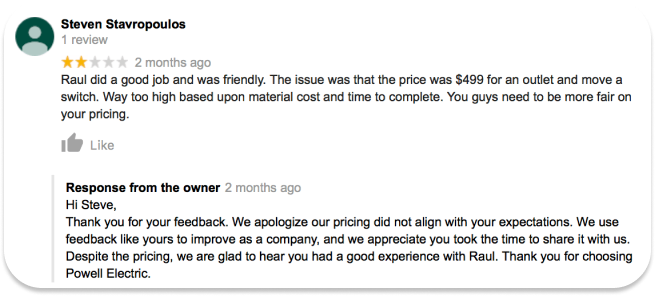 Steven Stavropoulos
1 review
2 months ago
Raul did a good job and was friendly. The issue was that the price was $499 for an outlet and move a
switch. Way too high based upon material cost and time to complete. You guys need to be more fair on
your pricing.
Like
Response from the owner 2 months ago
Hi Steve,
Thank you for your feedback. We apologize our pricing did not align with your expectations. We use
feedback like yours to improve as a company, and we appreciate you took the time to share it with us.
Despite the pricing, we are glad to hear you had a good experience with Raul. Thank you for choosing
Powell Electric.